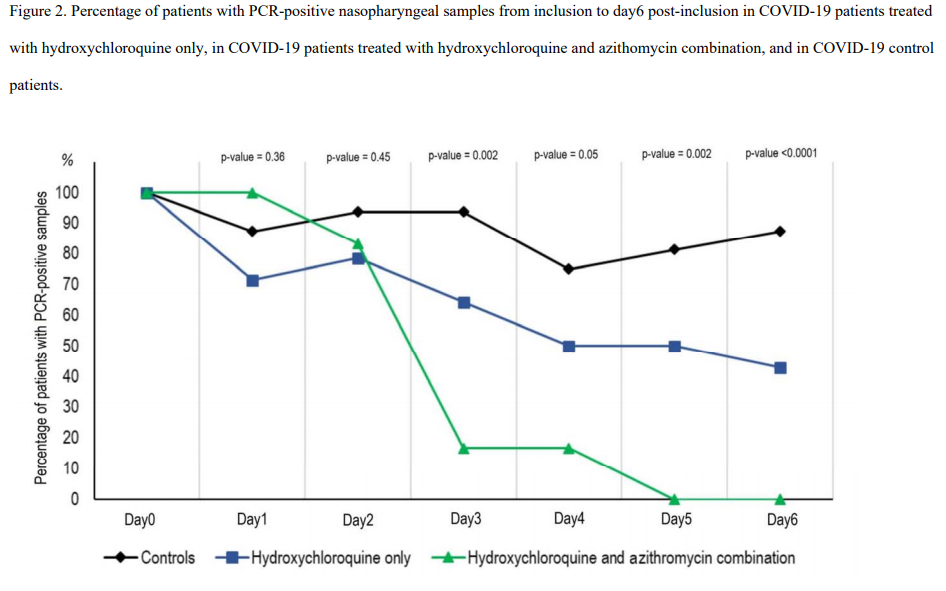 Figure 2. Percentage of patients with PCR-positive nasopharyngeal samples from inclusion to day6 post-inclusion in COVID-19 patients treated
with hydroxychloroquine only, in COVID-19 patients treated with hydroxychloroquine and azithomycin combination, and in COVID-19 control
patients.
%
p-value = 0.36
p-value = 0.45
p-value = 0.002
p-value = 0.05
p-value = 0.002
p-value <0.0001
Percentage of patients with PCR-positive samples
100
90
80
70
60
50
40
30
20
10
0
Day0
Day1
Day2
Day3
Day4
Day5
Day6
Controls
Hydroxychloroquine only
Hydroxychloroquine and azithromycin combination